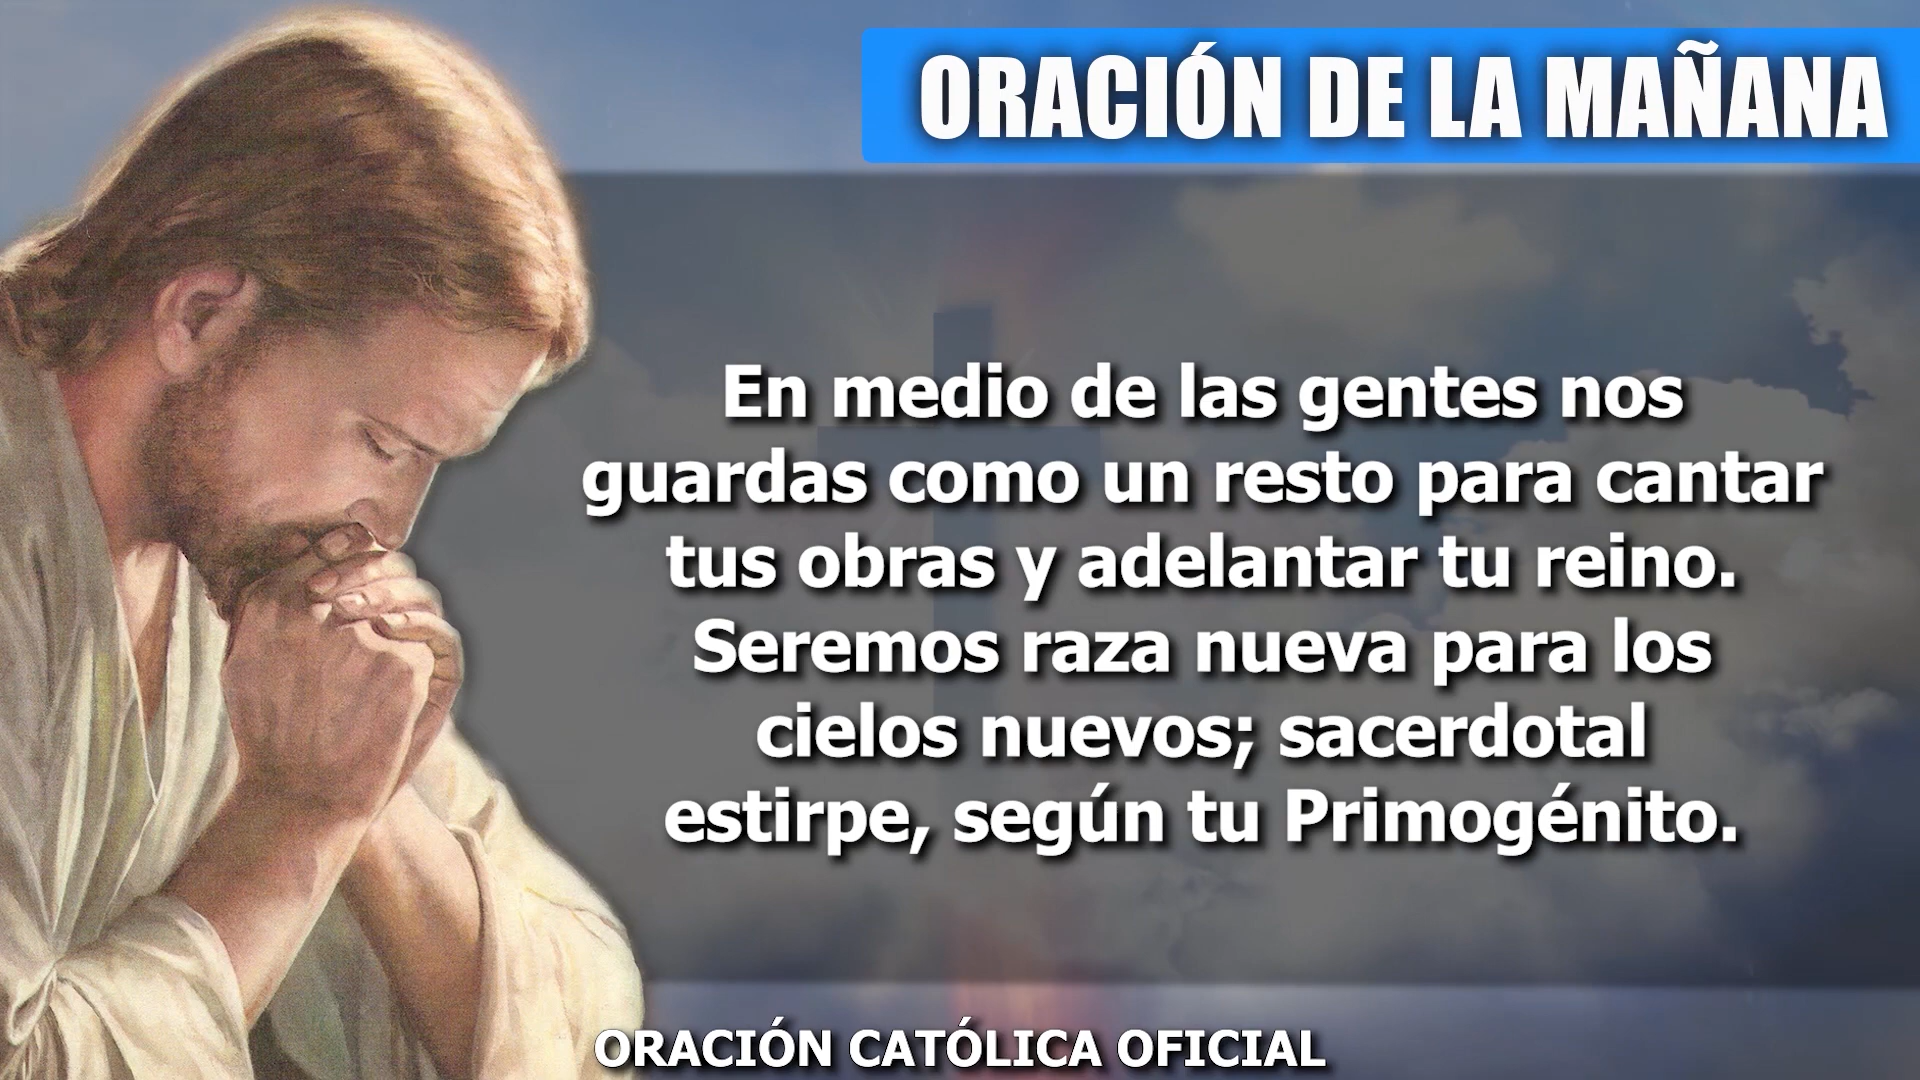 ORACIÓN DE LA MAÑANA
En medio de las gentes nos
guardas como un resto para cantar
tus obras y adelantar tu reino.
Seremos raza nueva para los
cielos nuevos; sacerdotal
estirpe, según tu Primogénito.
ORACIÓN CATÓLICA OFICIAL